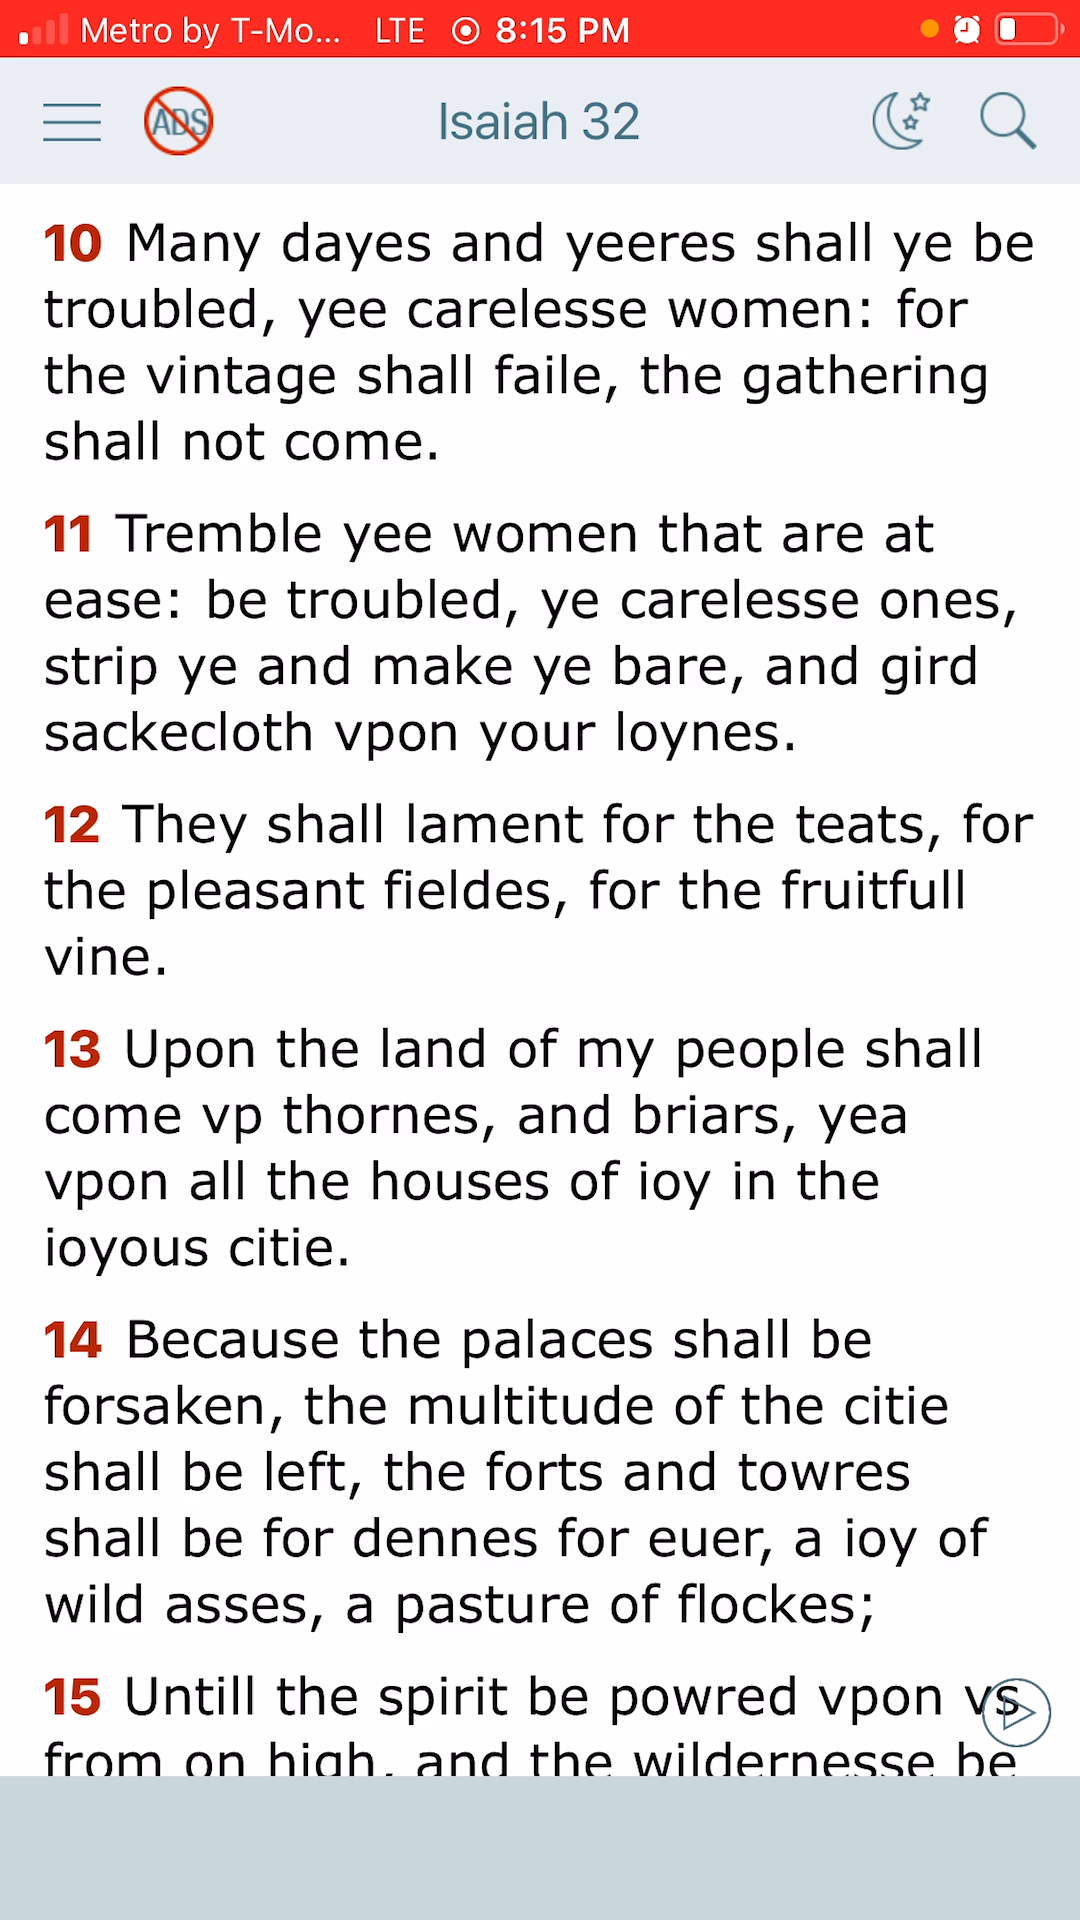 Metro by T-Mo... LTE 8:15 PM
ADS Isaiah 32
10 Many dayes and yeeres shall ye be
troubled, yee carelesse women: for
the vintage shall faile, the gathering
shall not come.
11 Tremble yee women that are at
ease: be troubled, ye carelesse ones,
strip ye and make ye bare, and gird
sackecloth vpon your loynes.
12 They shall lament for the teats, for
the pleasant fieldes, for the fruitfull
vine.
13 Upon the land of my people shall
come vp thornes, and briars, yea
vpon all the houses of ioy in the
ioyous citie.
14 Because the palaces shall be
forsaken, the multitude of the citie
shall be left, the forts and towres
shall be for dennes for euer, a ioy of
wild asses, a pasture of flockes;
15 Untill the spirit be powred vpon vs
from on high, and the wildernesse be